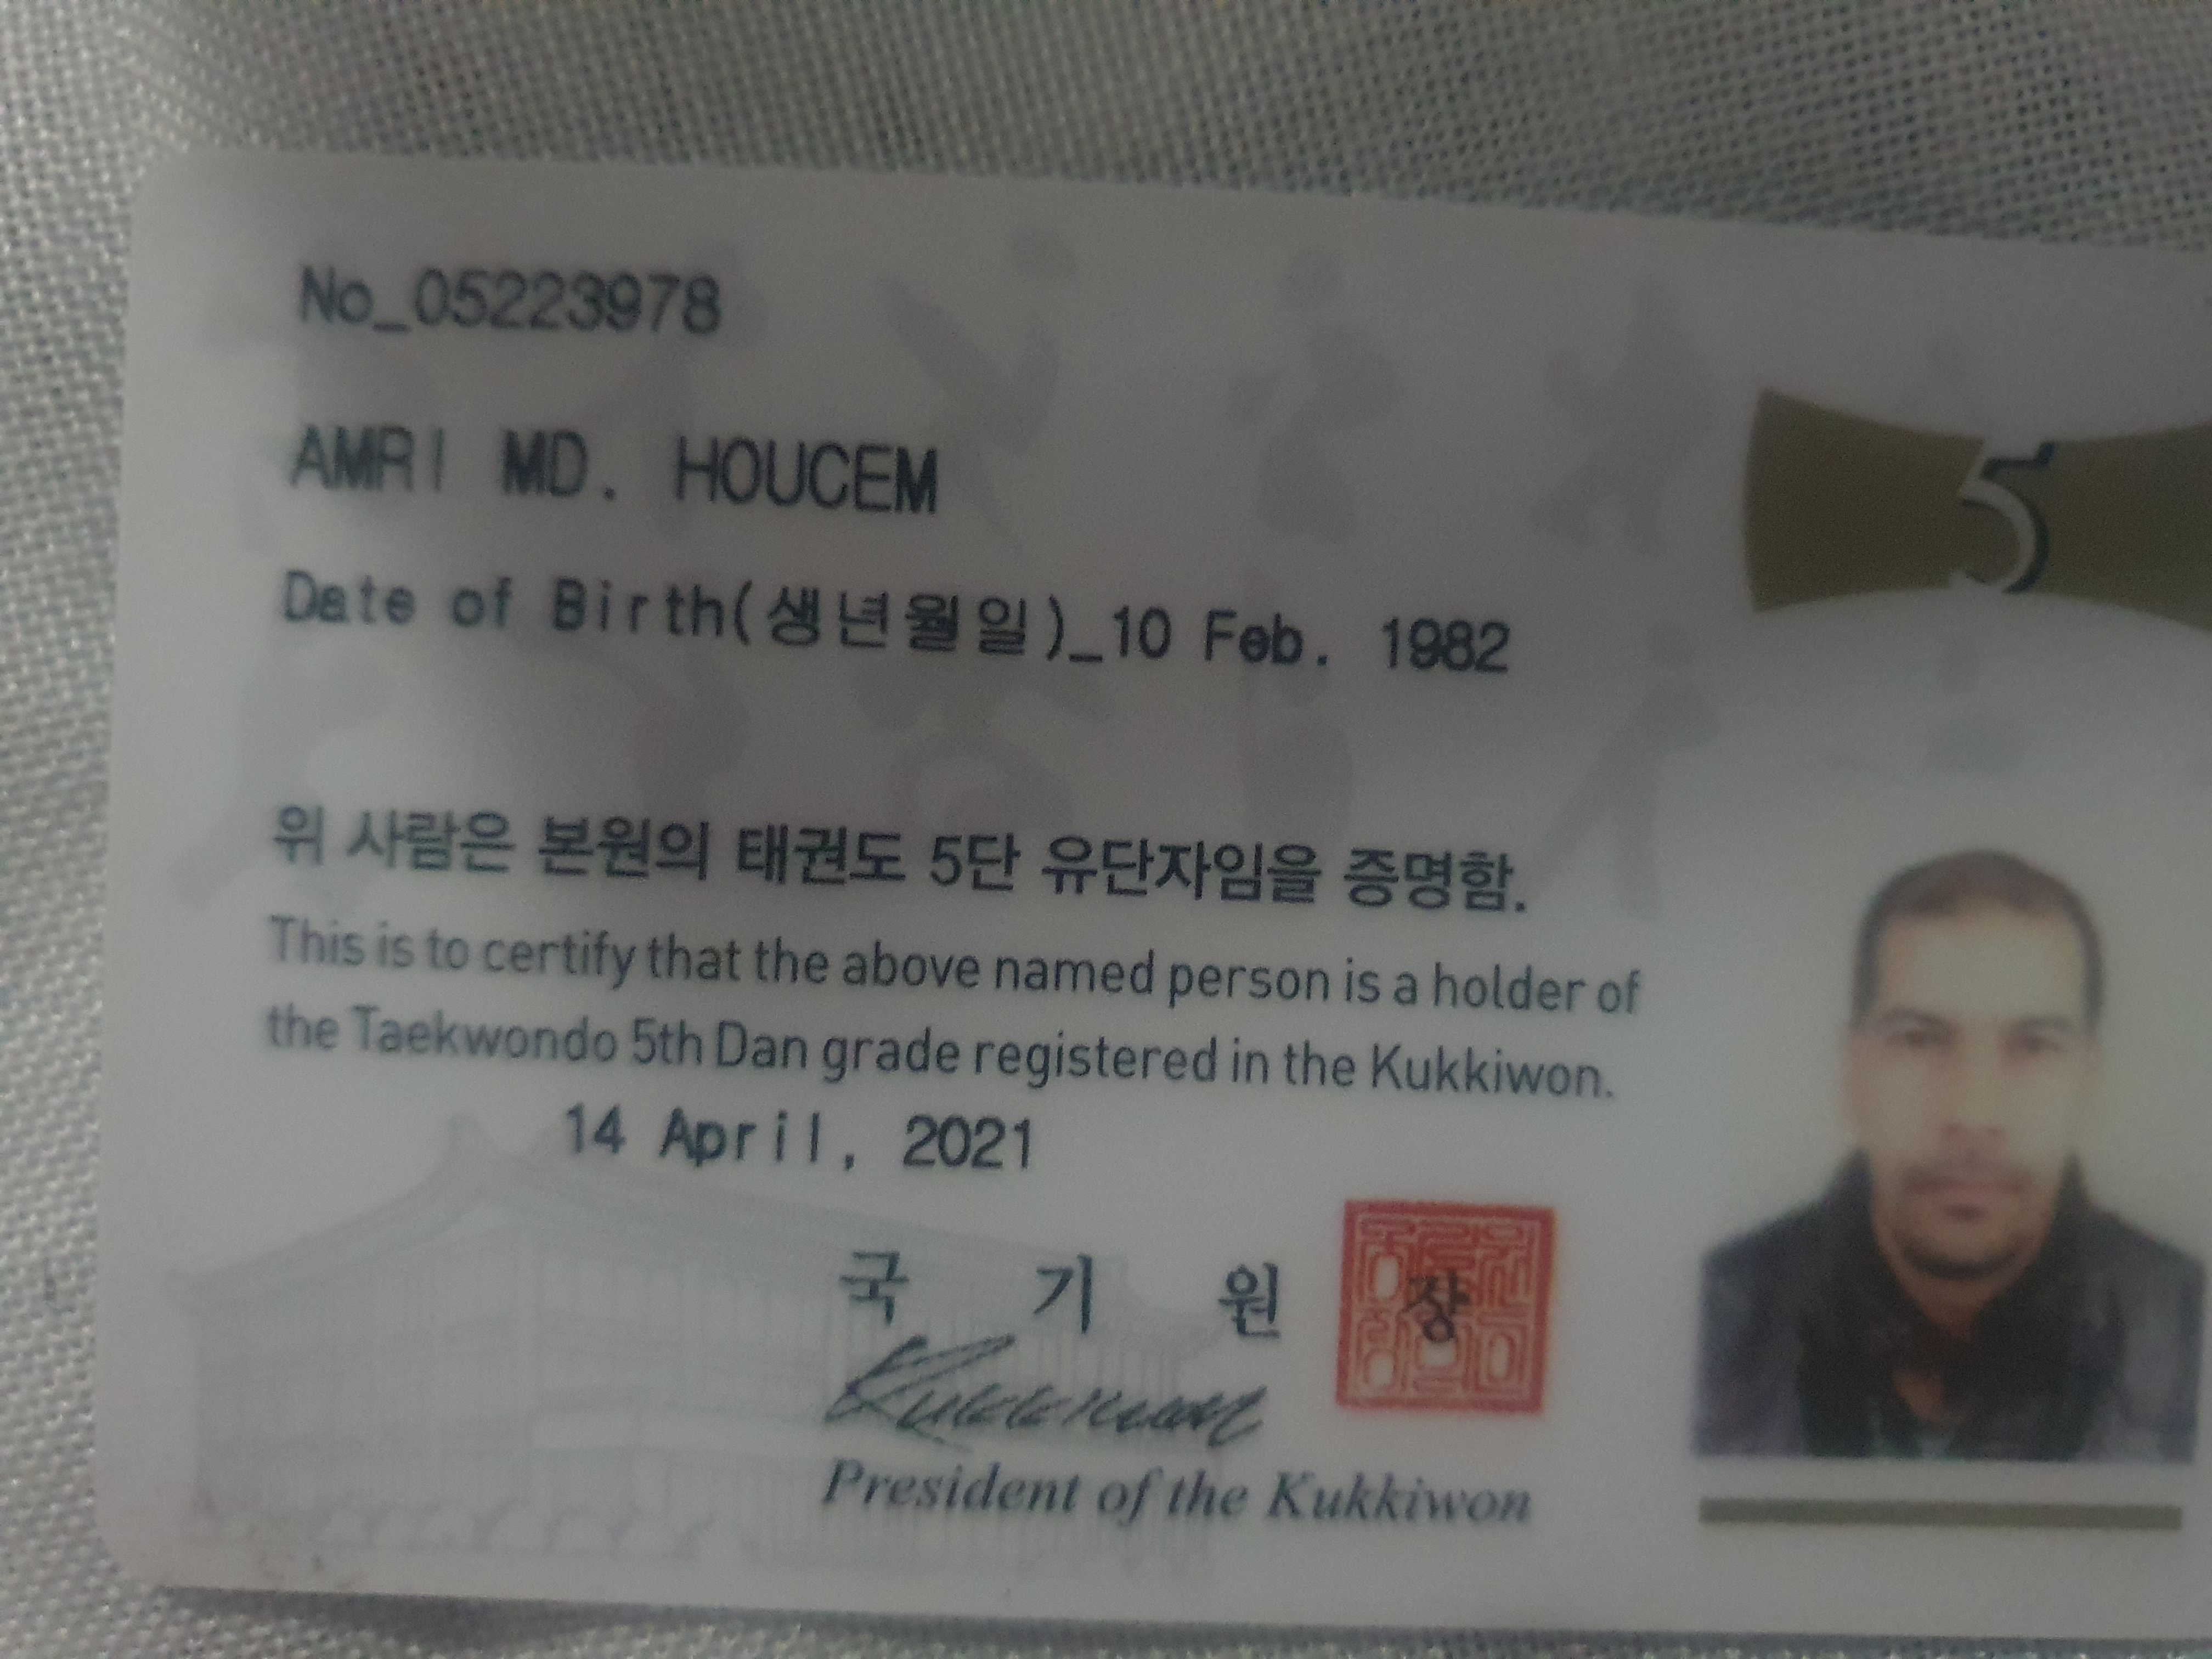 No_05223978
5
AMRI MD. HOUCEM
Date of Birth(생년월일)_10 Feb. 1982
위 사람은 본원의 태권도 5단 유단자임을 증명함.
This is to certify that the above named person is a holder of
the Taekwondo 5th Dan grade registered in the Kukkiwon.
14 April, 2021
국 기 원 장
Kukkiwon
President of the Kukkiwon